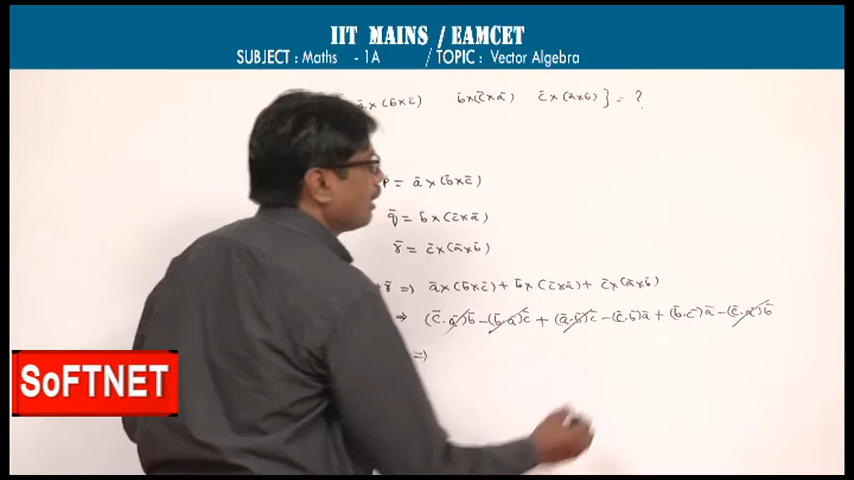 IIT MAINS / EAMCET
SUBJECT : Maths - 1A / TOPIC : Vector Algebra
a̅ × (b̅ × c̅) b̅ × (c̅ × a̅) c̅ × (a̅ × b̅) } = ?
p̅ = a̅ × (b̅ × c̅)
q̅ = b̅ × (c̅ × a̅)
r̅ = c̅ × (a̅ × b̅)
+ r̅ ⇒ a̅ × (b̅ × c̅) + b̅ × (c̅ × a̅) + c̅ × (a̅ × b̅)
⇒ (c̅ . a̅) b̅ - (b̅ . a̅) c̅ + (a̅ . b̅) c̅ - (c̅ . b̅) a̅ + (b̅ . c̅) a̅ - (c̅ . a̅) b̅
⇒
SOFTNET